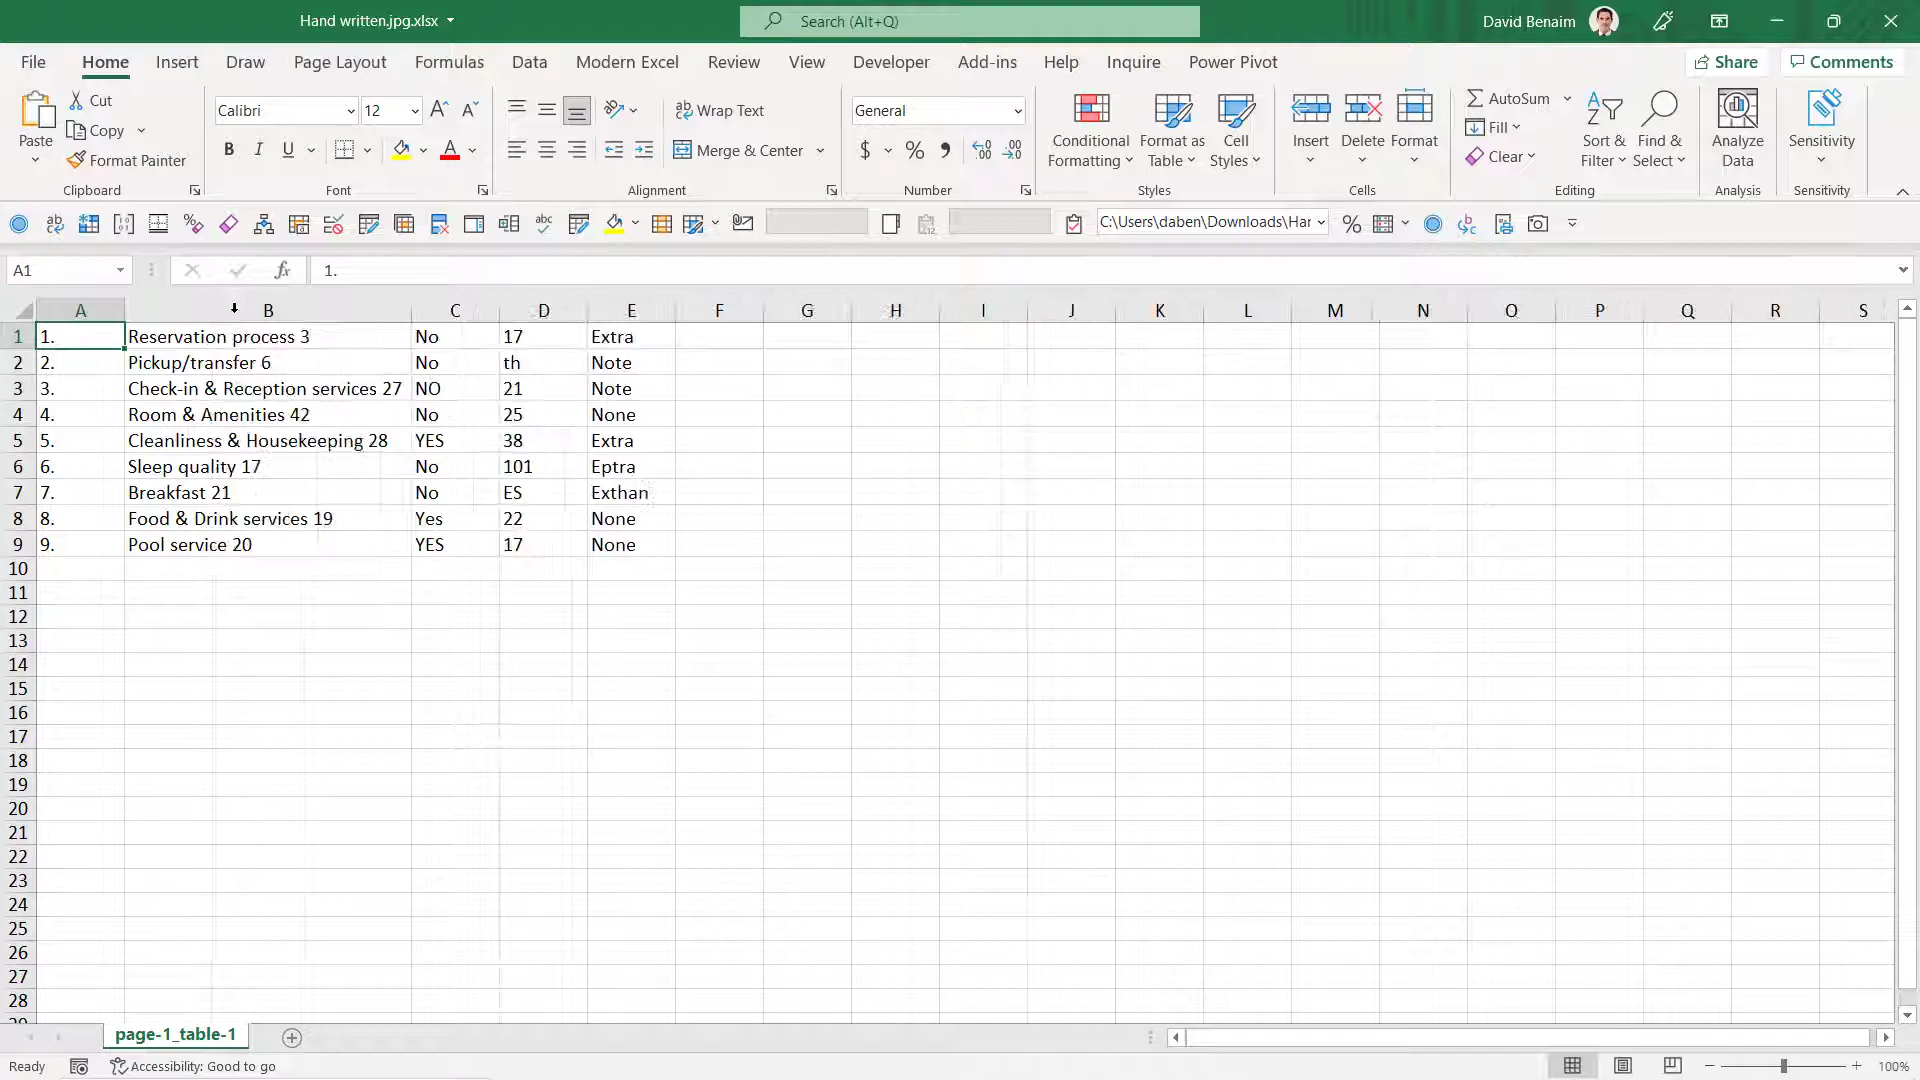 Hand written.jpg.xlsx
Search (Alt+Q)
David Benaim
File Home Insert Draw Page Layout Formulas Data Modern Excel Review View Developer Add-ins Help Inquire Power Pivot Share Comments
Paste
Cut
Copy
Format Painter
Clipboard
Calibri 12
B I U
Font
Wrap Text
Merge & Center
Alignment
General
$ %
Number
Conditional Formatting
Format as Table
Cell Styles
Styles
Insert
Delete
Format
Cells
AutoSum
Fill
Clear
Sort & Filter
Find & Select
Editing
Analyze Data
Analysis
Sensitivity
Sensitivity
C:\Users\daben\Downloads\Har
A1 fx 1.
A B C D E F G H I J K L M N O P Q R S
1 1. Reservation process 3 No 17 Extra
2 2. Pickup/transfer 6 No th Note
3 3. Check-in & Reception services 27 NO 21 Note
4 4. Room & Amenities 42 No 25 None
5 5. Cleanliness & Housekeeping 28 YES 38 Extra
6 6. Sleep quality 17 No 101 Eptra
7 7. Breakfast 21 No ES Exthan
8 8. Food & Drink services 19 Yes 22 None
9 9. Pool service 20 YES 17 None
10
11
12
13
14
15
16
17
18
19
20
21
22
23
24
25
26
27
28
page-1_table-1
Ready Accessibility: Good to go 100%